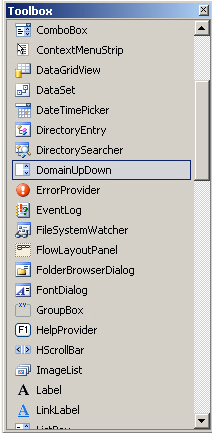 Toolbox
ComboBox
ContextMenuStrip
DataGridView
DataSet
DateTimePicker
DirectoryEntry
DirectorySearcher
DomainUpDown
ErrorProvider
EventLog
FileSystemWatcher
FlowLayoutPanel
FolderBrowserDialog
FontDialog
GroupBox
HelpProvider
HScrollBar
ImageList
Label
LinkLabel